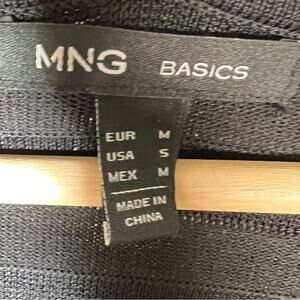 MNG BASICS
EUR M
USA S
MEX M
MADE IN
CHINA